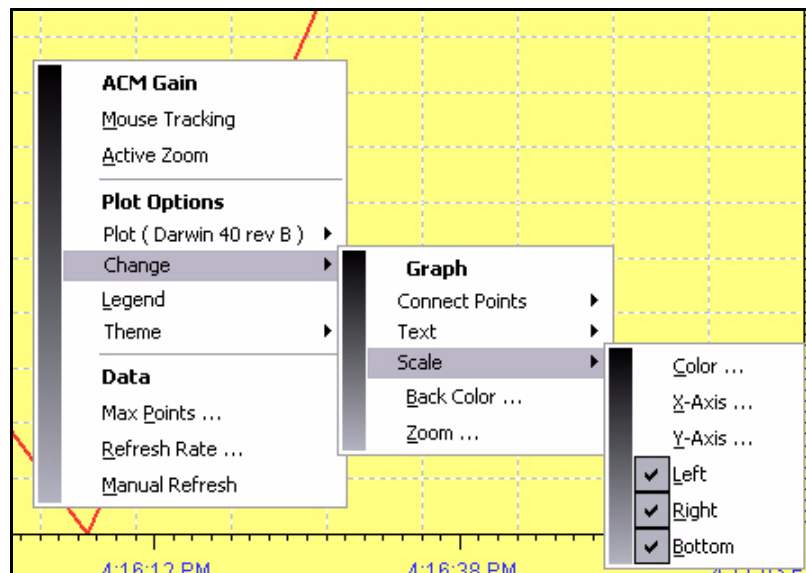 ACM Gain
Mouse Tracking
Active Zoom
Plot Options
Plot ( Darwin 40 rev B )
Change
Legend
Theme
Data
Max Points ...
Refresh Rate ...
Manual Refresh
Graph
Connect Points
Text
Scale
Back Color ...
Zoom ...
Color ...
X-Axis ...
Y-Axis ...
Left
Right
Bottom
4:16:12 PM
4:16:38 PM